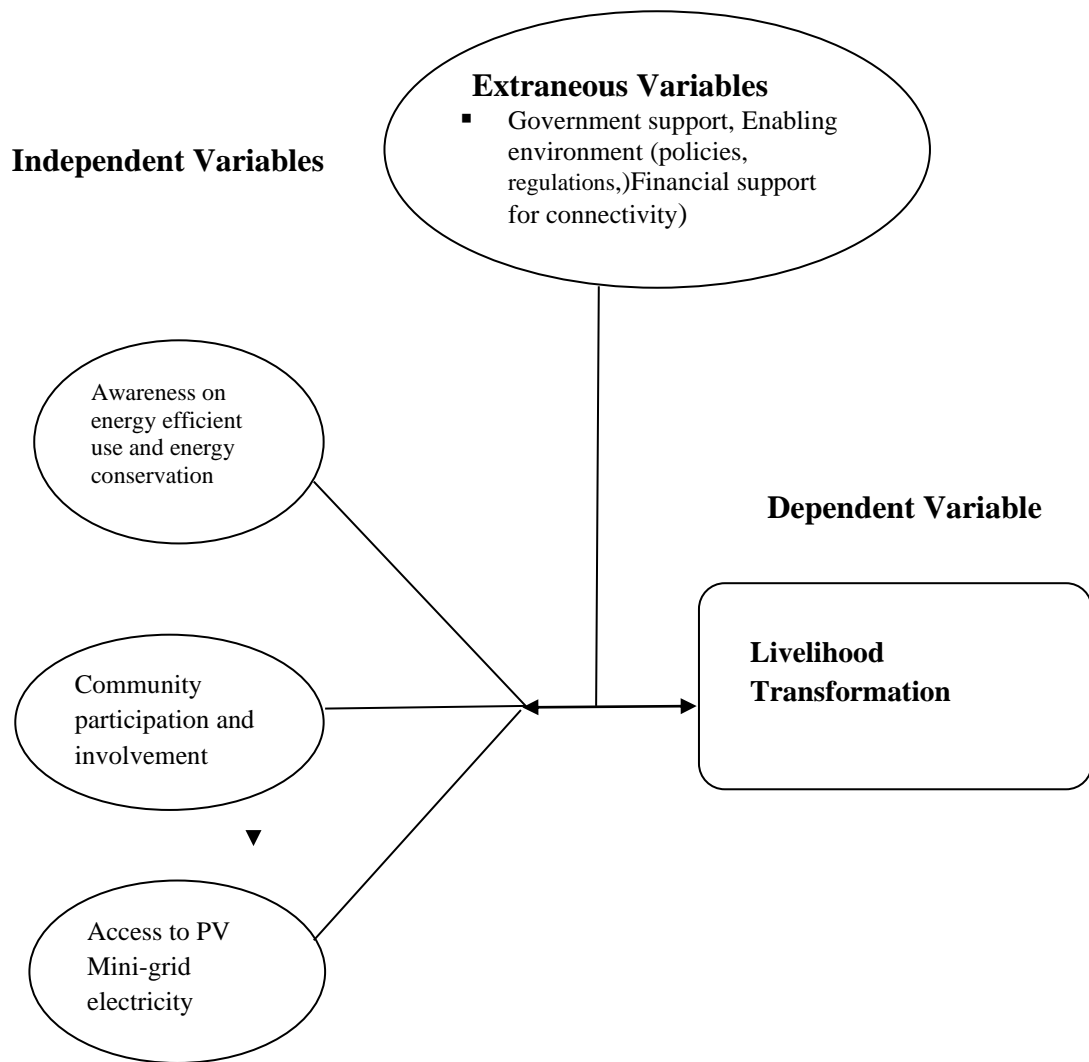 Extraneous Variables
▪ Government support, Enabling
environment (policies,
regulations,)Financial support
for connectivity)
Independent Variables
Awareness on
energy efficient
use and energy
conservation
Dependent Variable
Livelihood
Transformation
Community
participation and
involvement
Access to PV
Mini-grid
electricity